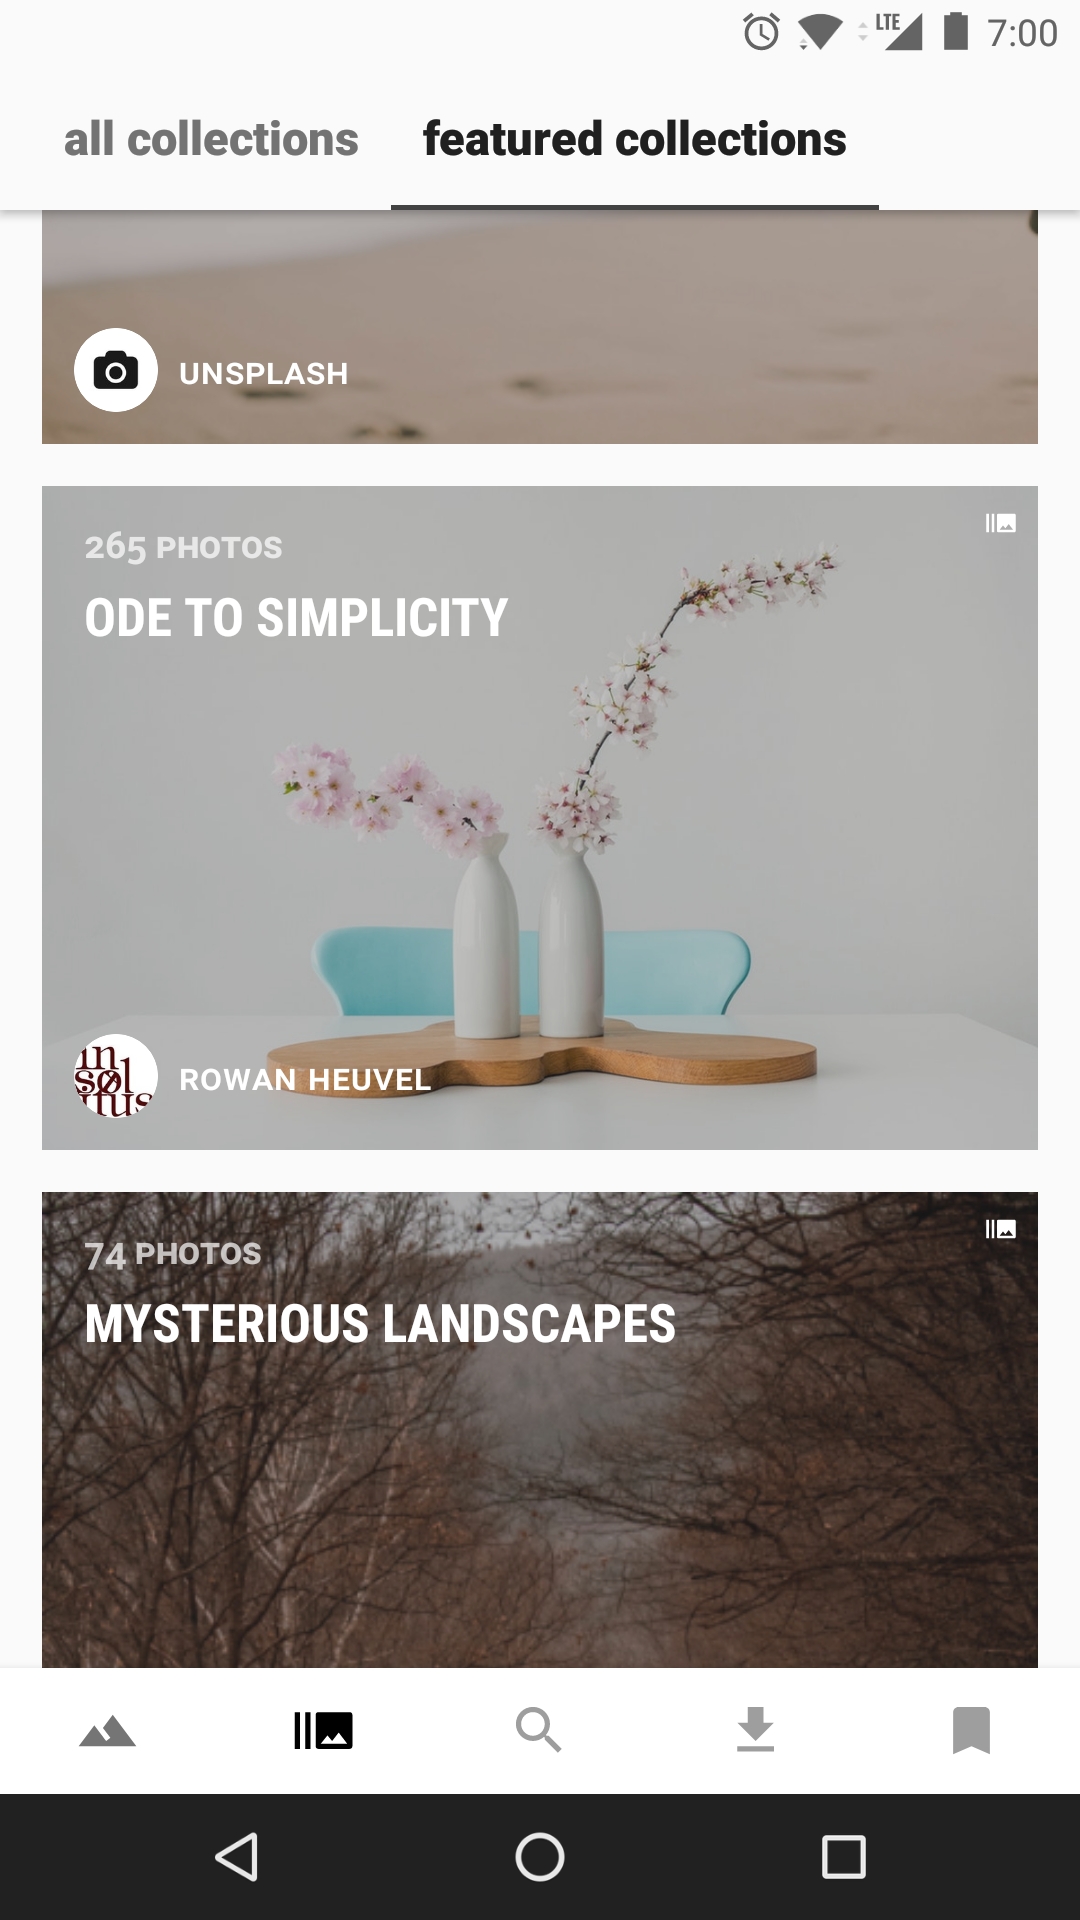 LTE 7:00
all collections featured collections
UNSPLASH
265 PHOTOS
ODE TO SIMPLICITY
in
søl
itus
ROWAN HEUVEL
74 PHOTOS
MYSTERIOUS LANDSCAPES